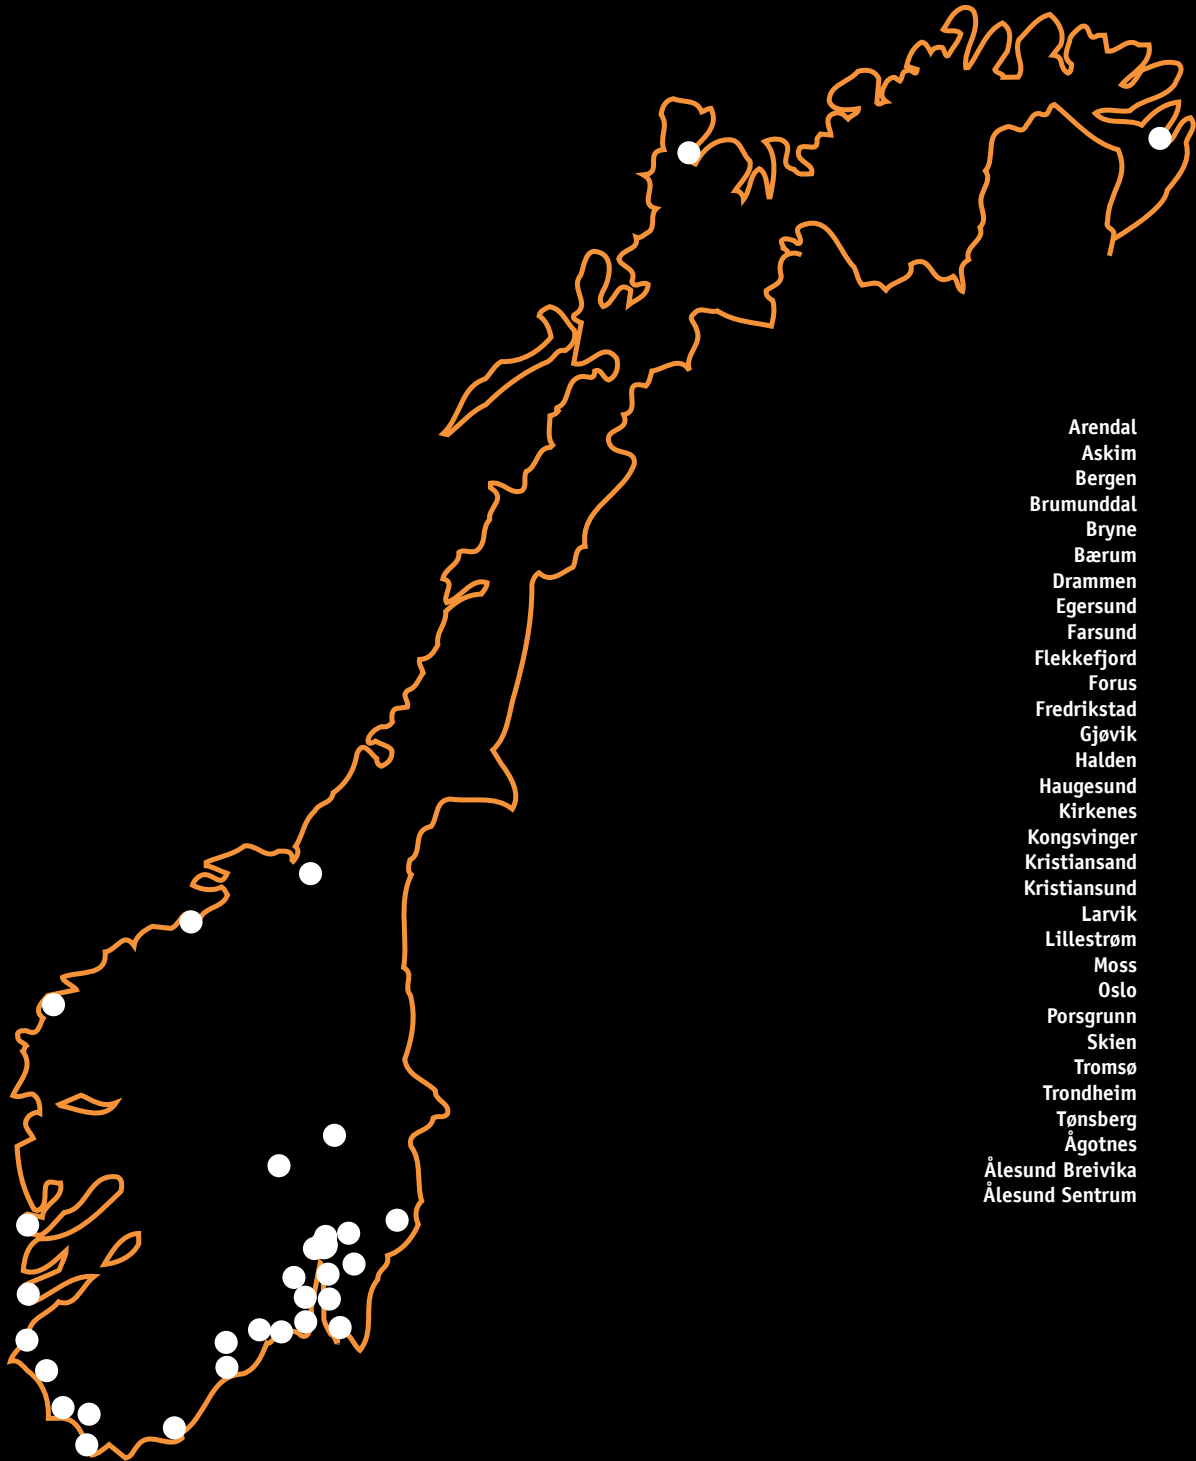 Arendal
Askim
Bergen
Brumunddal
Bryne
Bærum
Drammen
Egersund
Farsund
Flekkefjord
Forus
Fredrikstad
Gjøvik
Halden
Haugesund
Kirkenes
Kongsvinger
Kristiansand
Kristiansund
Larvik
Lillestrøm
Moss
Oslo
Porsgrunn
Skien
Tromsø
Trondheim
Tønsberg
Ågotnes
Ålesund Breivika
Ålesund Sentrum